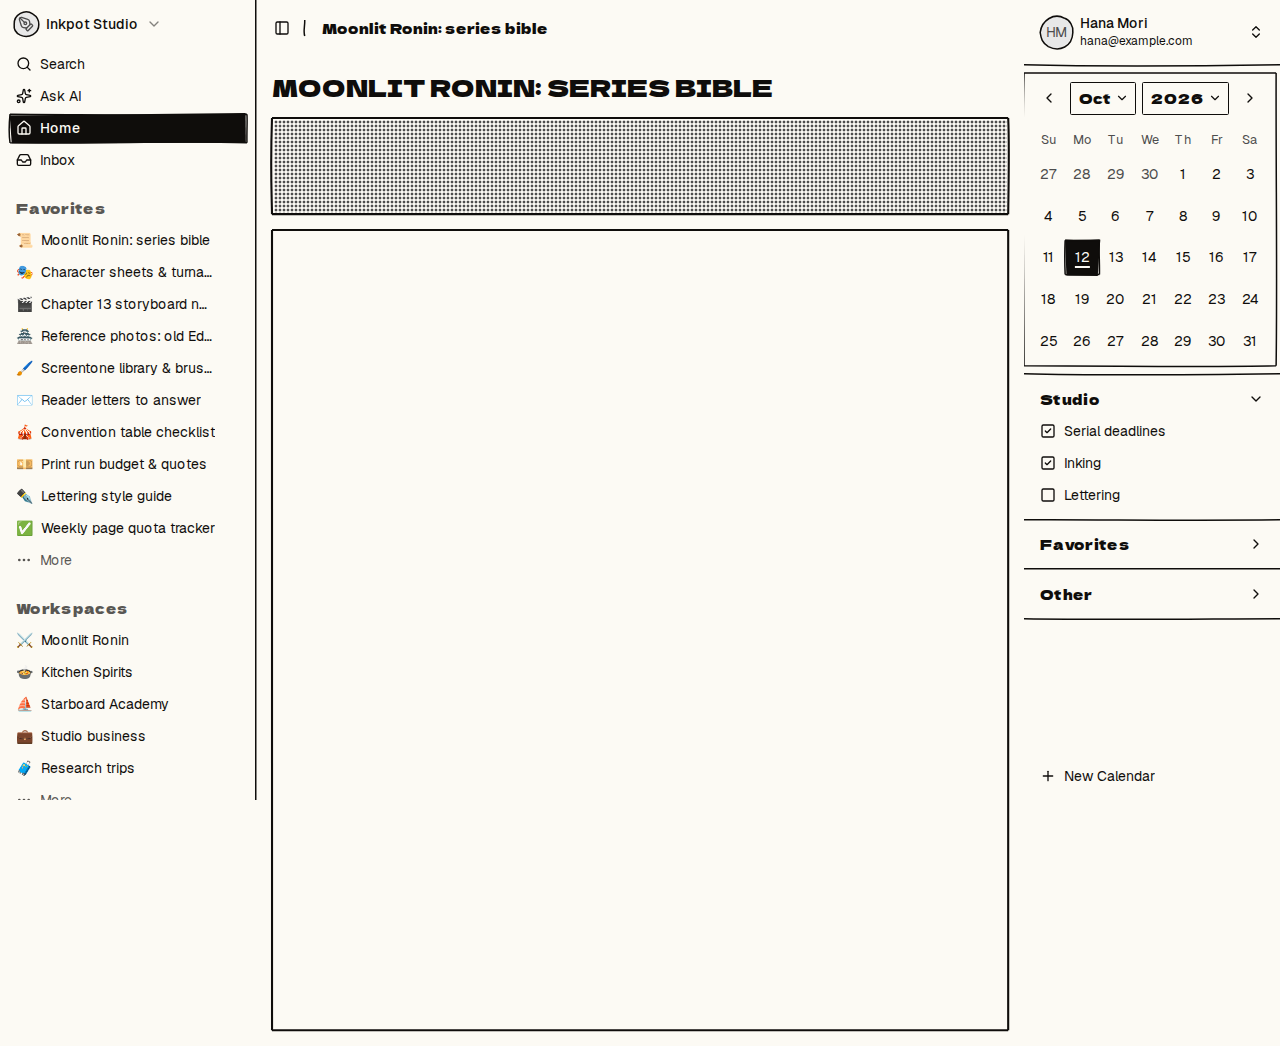 Inkpot Studio
Search
Ask AI
Home
Inbox
Favorites
Moonlit Ronin: series bible
Character sheets & turna…
Chapter 13 storyboard n…
Reference photos: old Ed…
Screentone library & brus…
Reader letters to answer
Convention table checklist
Print run budget & quotes
Lettering style guide
Weekly page quota tracker
More
Workspaces
Moonlit Ronin
Kitchen Spirits
Starboard Academy
Studio business
Research trips
More
Moonlit Ronin: series bible
MOONLIT RONIN: SERIES BIBLE
HM
Hana Mori
hana@example.com
Oct 2026
Su Mo Tu We Th Fr Sa
27 28 29 30 1 2 3
4 5 6 7 8 9 10
11 12 13 14 15 16 17
18 19 20 21 22 23 24
25 26 27 28 29 30 31
Studio
Serial deadlines
Inking
Lettering
Favorites
Other
New Calendar